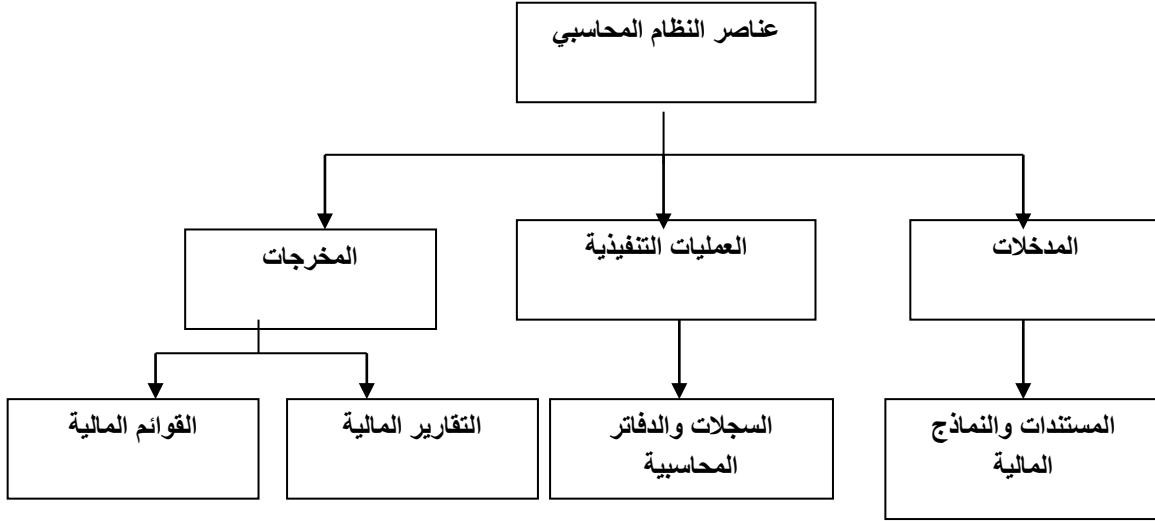 عناصر النظام المحاسبي
المدخلات
العمليات التنفيذية
المخرجات
المستندات والنماذج
المالية
السجلات والدفاتر
المحاسبية
التقارير المالية
القوائم المالية